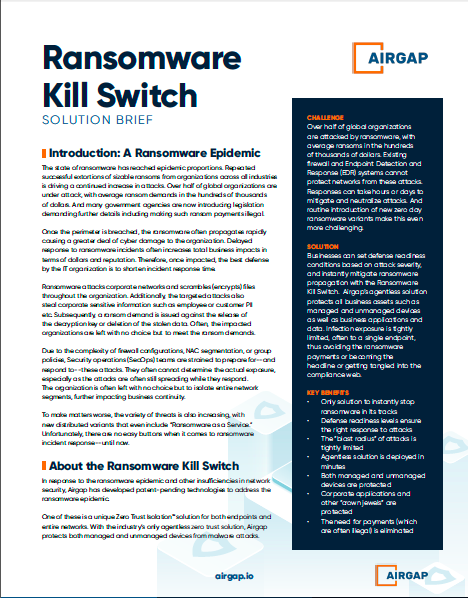 Ransomware
Kill Switch
SOLUTION BRIEF
AIRGAP
Introduction: A Ransomware Epidemic
The state of ransomware has reached epidemic proportions. Repeated
successful extortions of sizable ransoms from organizations across all industries
is driving a continued increase in attacks. Over half of global organizations are
under attack, with average ransom demands in the hundreds of thousands
of dollars. And many government agencies are now introducing legislation
demanding further details including making such ransom payments illegal.
Once the perimeter is breached, the ransomware often propagates rapidly
causing a greater deal of cyber damage to the organization. Delayed
response to ransomware incidents often increases total business impacts in
terms of dollars and reputation. Therefore, once impacted, the best defense
by the IT organization is to shorten incident response time.
Ransomware attacks corporate networks and scrambles (encrypts) files
throughout the organization. Additionally, the targeted attacks also
steal corporate sensitive information such as employee or customer PII
etc. Subsequently, a ransom demand is issued against the release of
the decryption key or deletion of the stolen data. Often, the impacted
organizations are left with no choice but to meet the ransom demands.
Due to the complexity of firewall configurations, NAC segmentation, or group
policies, Security operations (SecOps) teams are strained to prepare for--and
respond to--these attacks. They often cannot determine the actual exposure,
especially as the attacks are often still spreading while they respond.
The organization is often left with no choice but to isolate entire network
segments, further impacting business continuity.
To make matters worse, the variety of threats is also increasing, with
new distributed variants that even include "Ransomware as a Service."
Unfortunately, there are no easy buttons when it comes to ransomware
incident response--until now.
About the Ransomware Kill Switch
In response to the ransomware epidemic and other insufficiencies in network
security, Airgap has developed patent-pending technologies to address the
ransomware epidemic.
One of these is a unique Zero Trust Isolation™ solution for both end points and
entire networks. With the industry's only agentless zero trust solution, Airgap
protects both managed and unmanaged devices from malware attacks.
CHALLENGE
Over half of global organizations
are attacked by ransomware, with
average ransoms in the hundreds
of thousands of dollars. Existing
firewall and Endpoint Detection and
Response (EDR) systems cannot
protect networks from these attacks.
Responses can take hours or days to
mitigate and neutralize attacks. And
routine introduction of new zero day
ransomware variants make this even
more challenging.
SOLUTION
Businesses can set defense readiness
conditions based on attack severity,
and instantly mitigate ransomware
propagation with the Ransomware
Kill Switch. Airgap's agentless solution
protects all business assets such as
managed and unmanaged devices
as well as business applications and
data. Infection exposure is tightly
limited, often to a single endpoint,
thus avoiding the ransomware
payments or becoming the
headline or getting tangled into the
compliance web.
KEY BENEFITS
• Only solution to instantly stop
ransomware in its tracks
• Defense readiness levels ensure
the right response to attacks
• The "blast radius" of attacks is
tightly limited
• Agentless solution is deployed in
minutes
• Both managed and unmanaged
devices are protected
• Corporate applications and
other "crown jewels" are
protected
• The need for payments (which
are often illegal) is eliminated
airgap.io
AIRGAP